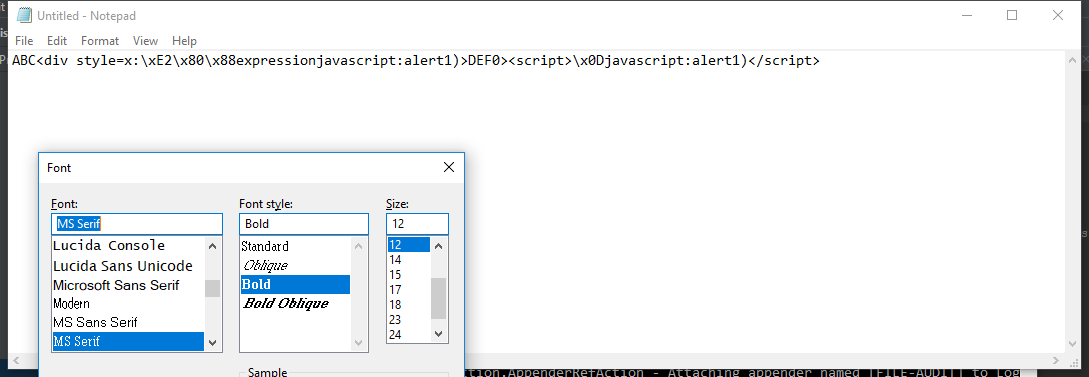 Untitled - Notepad
File Edit Format View Help
ABC<div style=x:\xE2\x80\x88expressionjavascript:alert1)>DEF0><script>\x0Djavascript:alert1)</script>
Font
Font: Font style: Size:
MS Serif Bold 12
Lucida Console Standard 12
Lucida Sans Unicode Oblique 14
Microsoft Sans Serif Bold 15
Modern Bold Oblique 17
MS Sans Serif 18
MS Serif 23
24
Sample
ction.AppenderRefAction - Attaching appender named [FILE-AUDIT] to Log